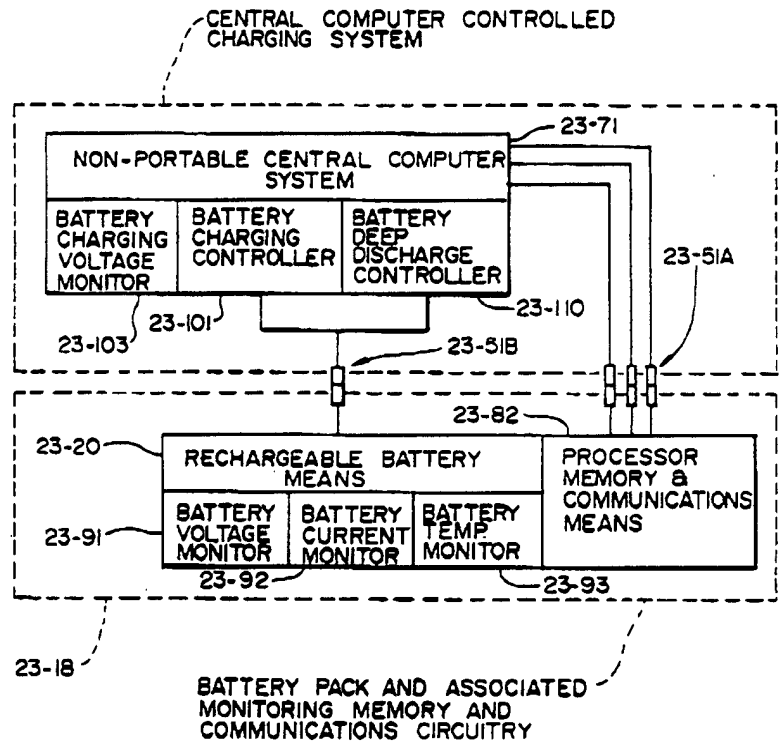 CENTRAL COMPUTER CONTROLLED
CHARGING SYSTEM
23-71
NON-PORTABLE CENTRAL COMPUTER
SYSTEM
BATTERY
CHARGING
VOLTAGE
MONITOR
BATTERY
CHARGING
CONTROLLER
BATTERY
DEEP
DISCHARGE
CONTROLLER
23-51A
23-103
23-101
23-110
23-51B
23-82
23-20
RECHARGEABLE BATTERY
MEANS
PROCESSOR
MEMORY &
COMMUNICATIONS
MEANS
23-91
BATTERY
VOLTAGE
MONITOR
BATTERY
CURRENT
MONITOR
BATTERY
TEMP.
MONITOR
23-92
23-93
23-18
BATTERY PACK AND ASSOCIATED
MONITORING MEMORY AND
COMMUNICATIONS CIRCUITRY